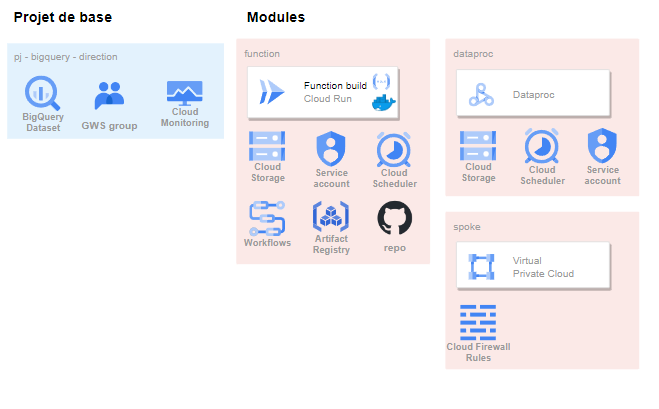 Projet de base
Modules
pj - bigquery - direction
BigQuery
Dataset
GWS group
Cloud
Monitoring
function
Function build
Cloud Run
Cloud
Storage
Service
account
Cloud
Scheduler
Workflows
Artifact
Registry
repo
dataproc
Dataproc
Cloud
Storage
Cloud
Scheduler
Service
account
spoke
Virtual
Private Cloud
Cloud Firewall
Rules